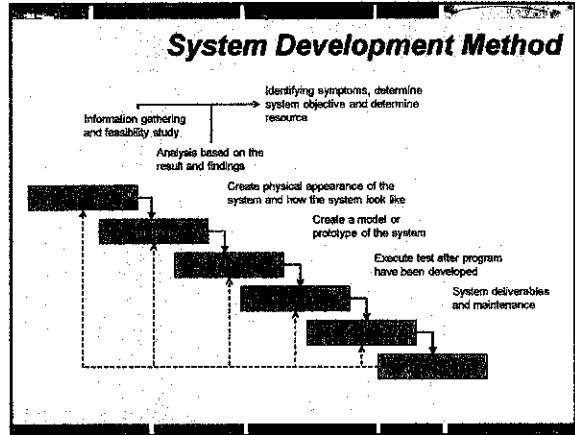 System Development Method
Identifying symptoms, determine
system objective and determine
resource
Information gathering
and feasibility study
Analysis based on the
result and findings
Create physical appearance of the
system and how the system look like
Create a model or
prototype of the system
Execute test after program
have been developed
System deliverables
and maintenance